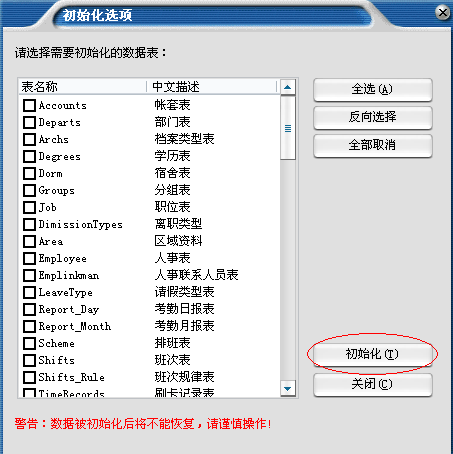 初始化选项
请选择需要初始化的数据表：
表名称 中文描述
Accounts 帐套表
Departs 部门表
Archs 档案类型表
Degrees 学历表
Dorm 宿舍表
Groups 分组表
Job 职位表
DimissionTypes 离职类型
Area 区域资料
Employee 人事表
Emplinkman 人事联系人员表
LeaveType 请假类型表
Report_Day 考勤日报表
Report_Month 考勤月报表
Scheme 排班表
Shifts 班次表
Shifts_Rule 班次规律表
TimeRecords 刷卡记录表
全选(A)
反向选择
全部取消
初始化(T)
关闭(C)
警告：数据被初始化后将不能恢复，请谨慎操作!